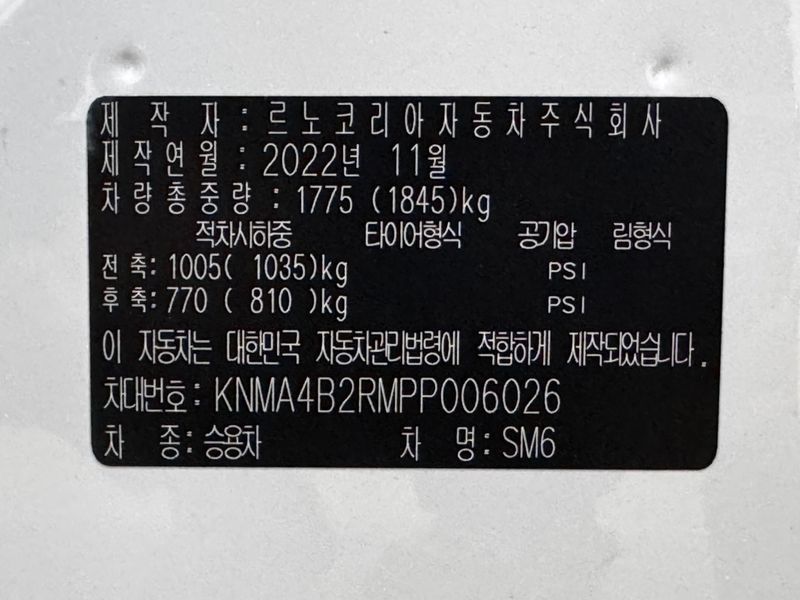 제 작 자 : 르노코리아자동차주식회사
제작연월 : 2022년 11월
차량총중량 : 1775 (1845)kg
적차시하중 타이어형식 공기압 림형식
전 축: 1005( 1035)kg PSI
후 축: 770 ( 810 )kg PSI
이 자동차는 대한민국 자동차관리법령에 적합하게 제작되었습니다.
차대번호: KNMA4B2RMPP006026
차 종: 승용차 차 명: SM6